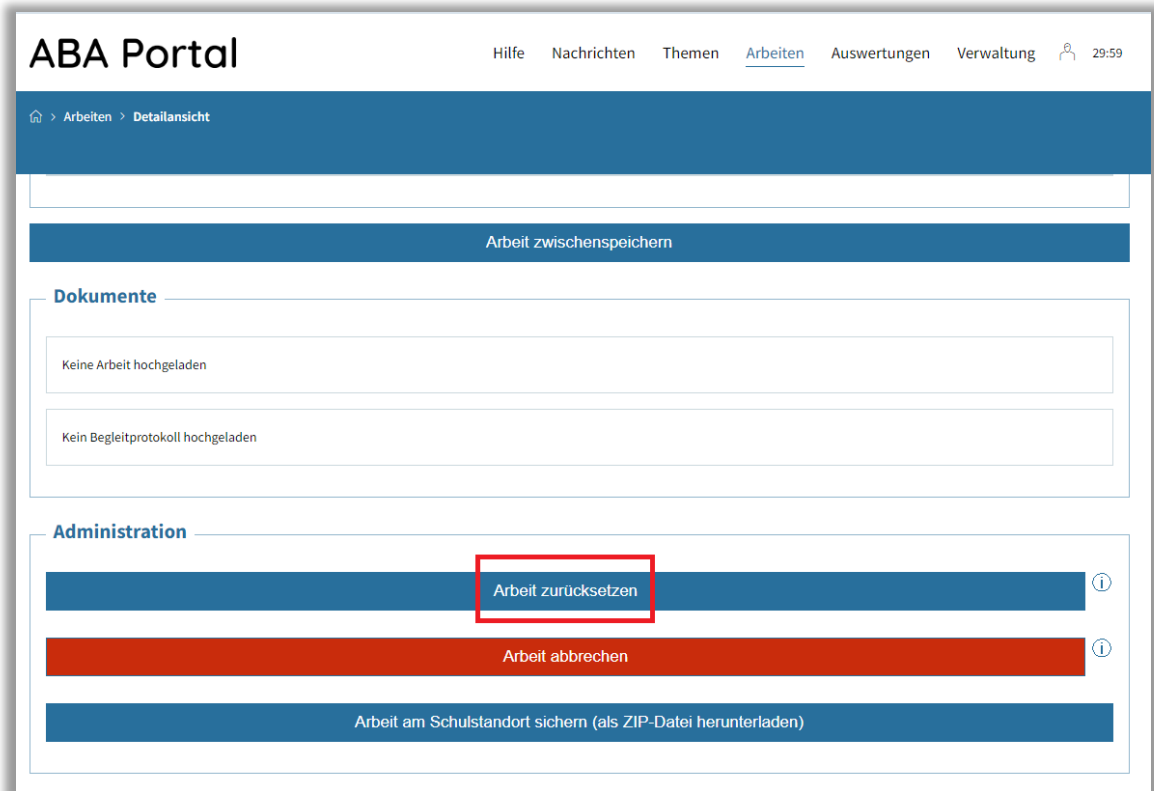 ABA Portal
Hilfe Nachrichten Themen Arbeiten Auswertungen Verwaltung 29:59
> Arbeiten > Detailansicht
Arbeit zwischenspeichern
Dokumente
Keine Arbeit hochgeladen
Kein Begleitprotokoll hochgeladen
Administration
Arbeit zurücksetzen
Arbeit abbrechen
Arbeit am Schulstandort sichern (als ZIP-Datei herunterladen)